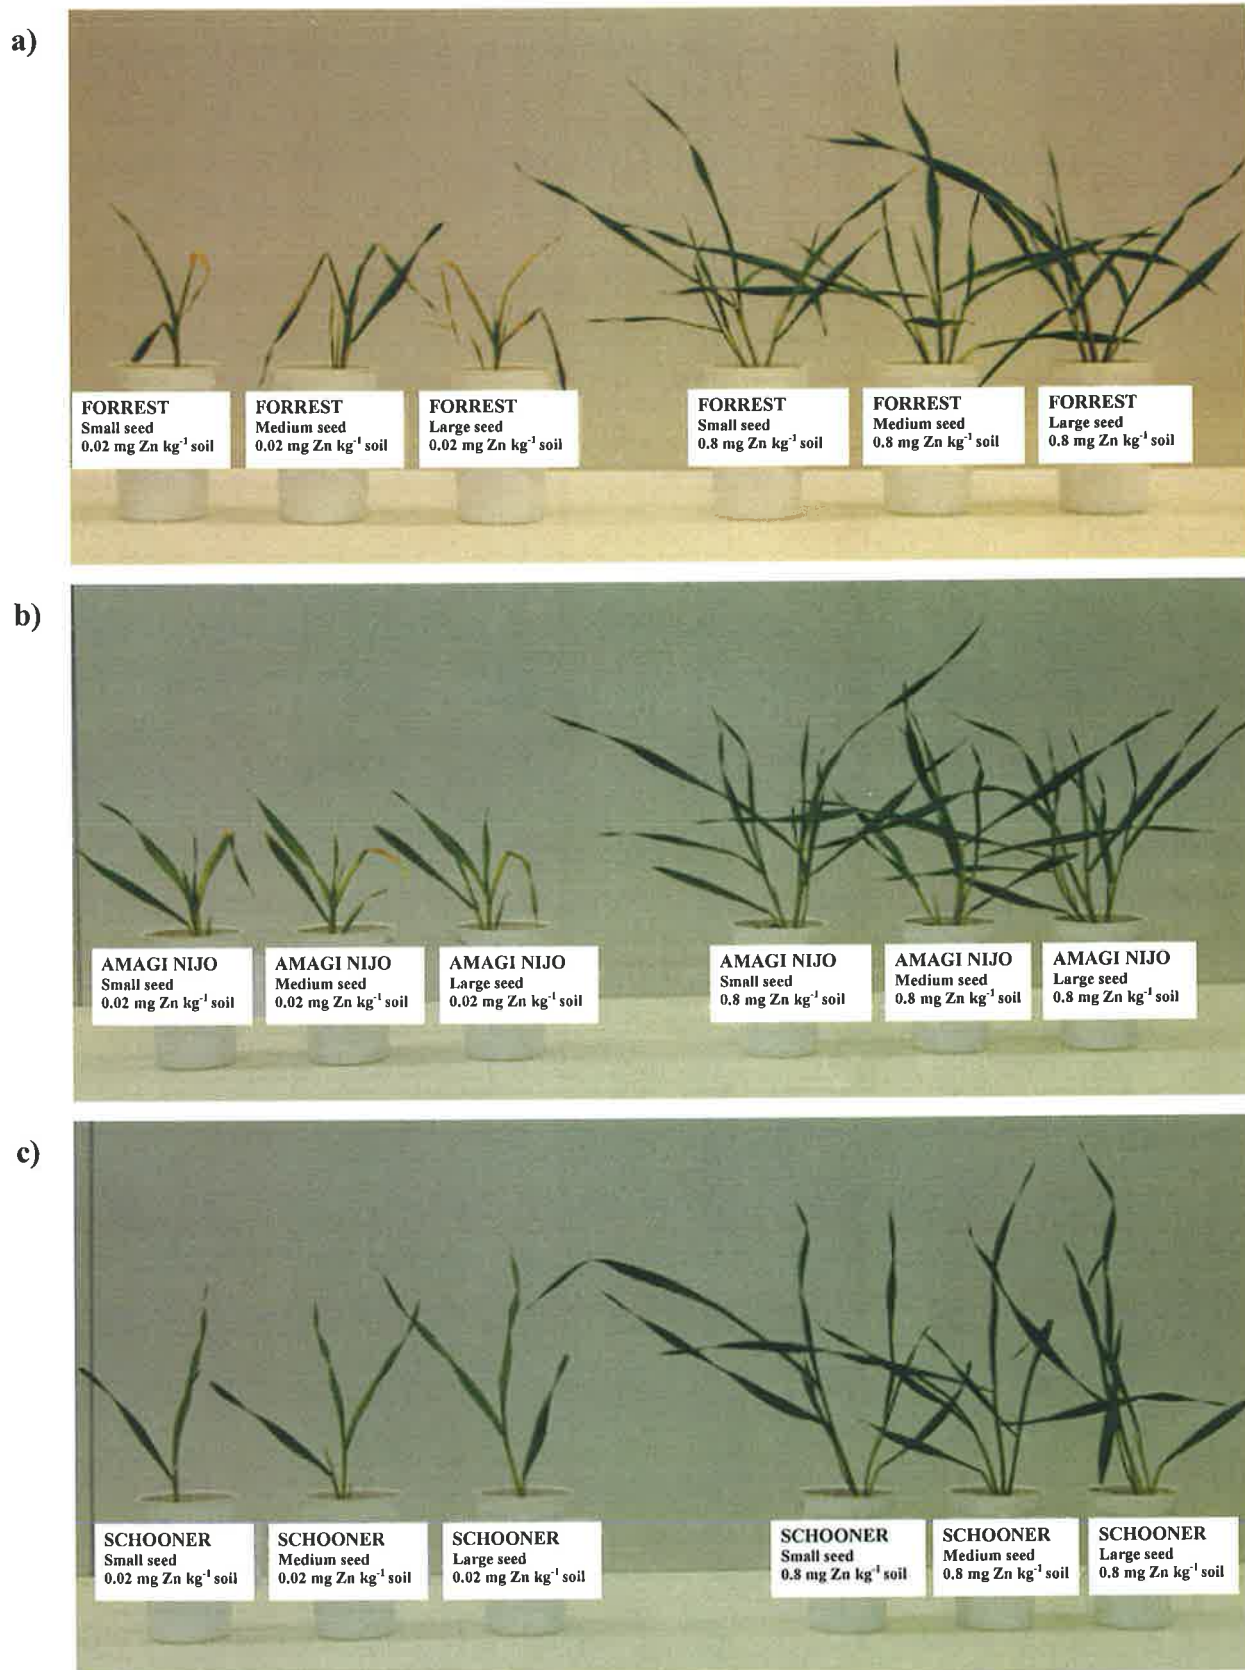 a)
FORREST
Small seed
0.02 mg Zn kg⁻¹ soil
FORREST
Medium seed
0.02 mg Zn kg⁻¹ soil
FORREST
Large seed
0.02 mg Zn kg⁻¹ soil
FORREST
Small seed
0.8 mg Zn kg⁻¹ soil
FORREST
Medium seed
0.8 mg Zn kg⁻¹ soil
FORREST
Large seed
0.8 mg Zn kg⁻¹ soil
b)
AMAGI NIJO
Small seed
0.02 mg Zn kg⁻¹ soil
AMAGI NIJO
Medium seed
0.02 mg Zn kg⁻¹ soil
AMAGI NIJO
Large seed
0.02 mg Zn kg⁻¹ soil
AMAGI NIJO
Small seed
0.8 mg Zn kg⁻¹ soil
AMAGI NIJO
Medium seed
0.8 mg Zn kg⁻¹ soil
AMAGI NIJO
Large seed
0.8 mg Zn kg⁻¹ soil
c)
SCHOONER
Small seed
0.02 mg Zn kg⁻¹ soil
SCHOONER
Medium seed
0.02 mg Zn kg⁻¹ soil
SCHOONER
Large seed
0.02 mg Zn kg⁻¹ soil
SCHOONER
Small seed
0.8 mg Zn kg⁻¹ soil
SCHOONER
Medium seed
0.8 mg Zn kg⁻¹ soil
SCHOONER
Large seed
0.8 mg Zn kg⁻¹ soil